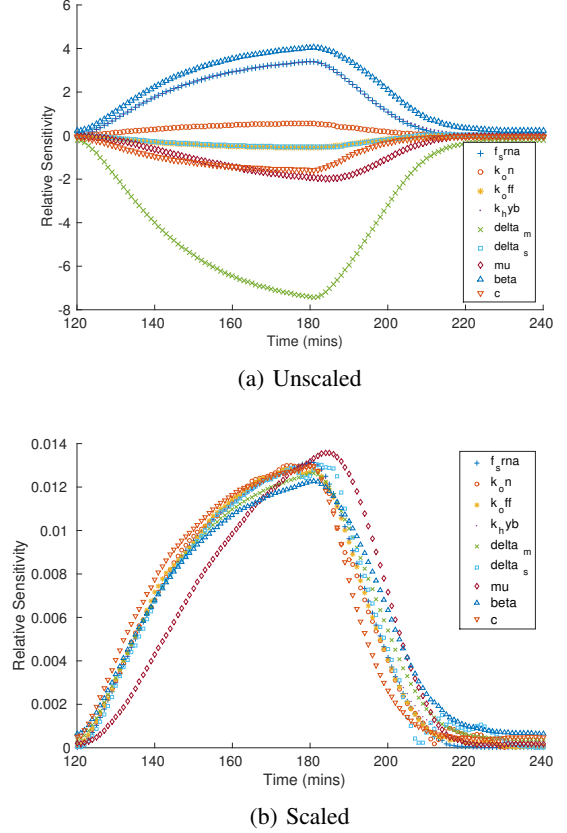 6
4
2
0
-2
-4
-6
-8
Relative Sensitivity
120 140 160 180 200 220 240
Time (mins)
f_srna
k_on
k_off
k_hyb
delta_m
delta_s
mu
beta
c
(a) Unscaled
0.014
0.012
0.01
0.008
0.006
0.004
0.002
0
Relative Sensitivity
120 140 160 180 200 220 240
Time (mins)
f_srna
k_on
k_off
k_hyb
delta_m
delta_s
mu
beta
c
(b) Scaled